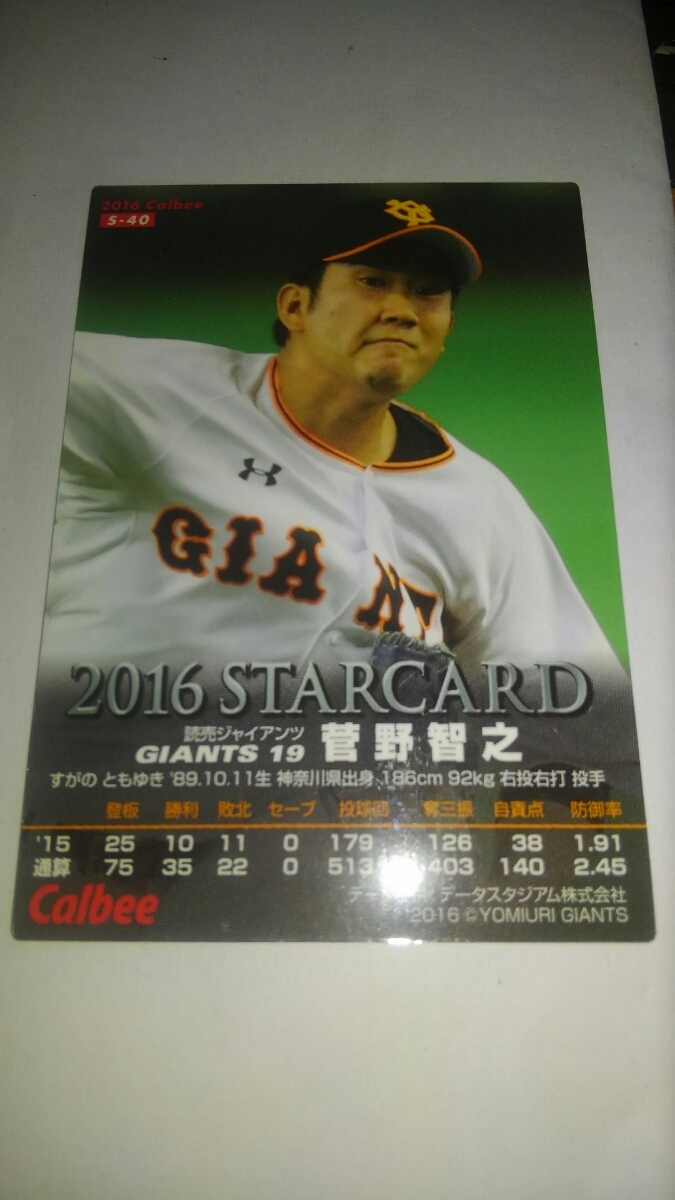 2016 Calbee
S-40
GIANT
2016 STARCARD
読売ジャイアンツ
GIANTS 19 菅野智之
すがの ともゆき '89.10.11生 神奈川県出身 186cm 92kg 右投右打 投手
登板 勝利 敗北 セーブ 投球回 奪三振 自責点 防御率
'15 25 10 11 0 179 126 38 1.91
通算 75 35 22 0 513 403 140 2.45
Calbee
データスタジアム株式会社
2016 ©YOMIURI GIANTS